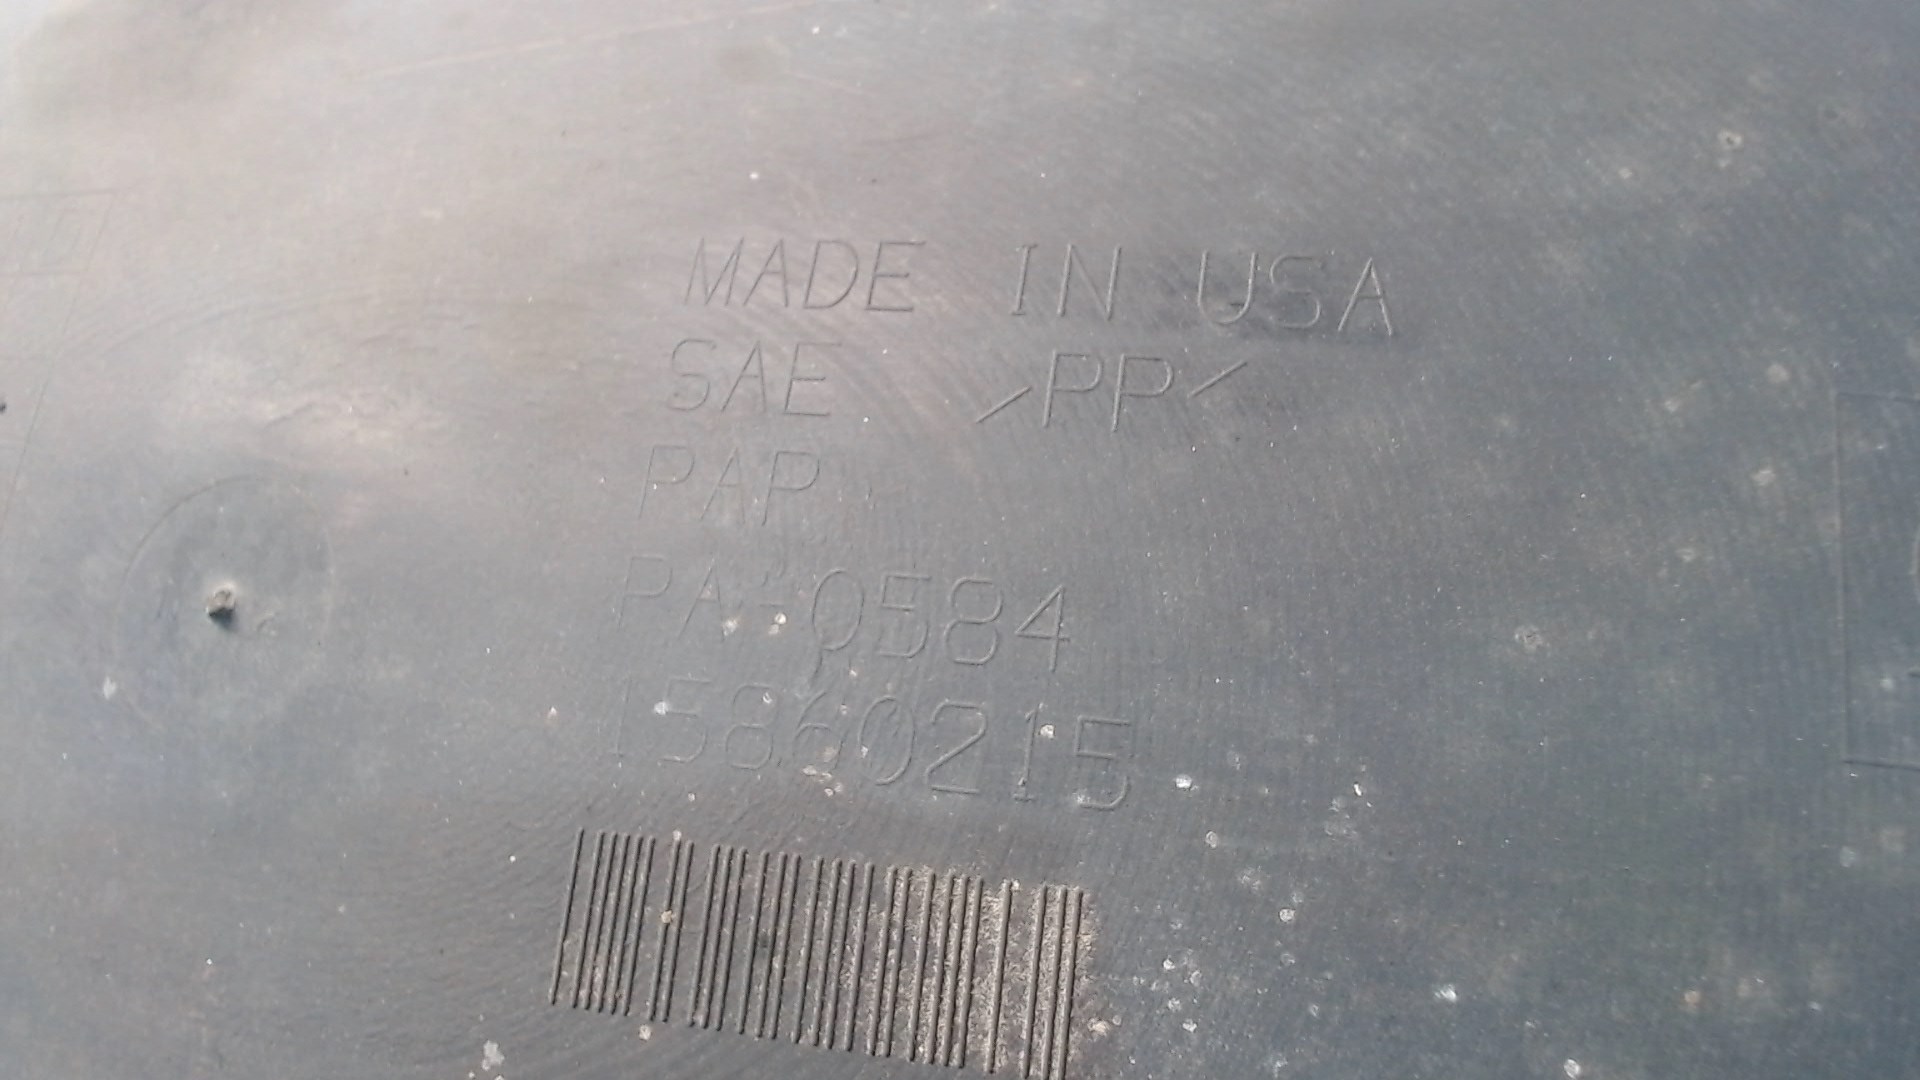 MADE IN USA
SAE >PP<
PAP
PA-0584
15860215